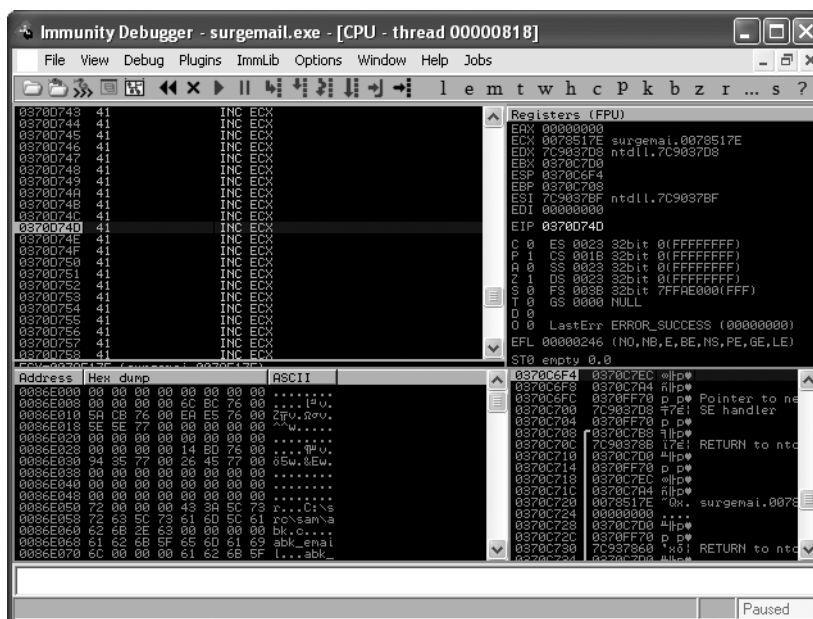 Immunity Debugger - surgemail.exe - [CPU - thread 00000818]
File View Debug Plugins ImmLib Options Window Help Jobs
l e m t w h c P k b z r ... s ?
0370D743 41 INC ECX
0370D744 41 INC ECX
0370D745 41 INC ECX
0370D746 41 INC ECX
0370D747 41 INC ECX
0370D748 41 INC ECX
0370D749 41 INC ECX
0370D74A 41 INC ECX
0370D74B 41 INC ECX
0370D74C 41 INC ECX
0370D74D 41 INC ECX
0370D74E 41 INC ECX
0370D74F 41 INC ECX
0370D750 41 INC ECX
0370D751 41 INC ECX
0370D752 41 INC ECX
0370D753 41 INC ECX
0370D754 41 INC ECX
0370D755 41 INC ECX
0370D756 41 INC ECX
0370D757 41 INC ECX
0370D758 41 INC ECX
Registers (FPU)
EAX 00000000
ECX 0078517E surgemai.0078517E
EDX 7C9037D8 ntdll.7C9037D8
EBX 0370C7D0
ESP 0370C6F4
EBP 0370C708
ESI 7C9037BF ntdll.7C9037BF
EDI 00000000
EIP 0370D74D
C 0 ES 0023 32bit 0(FFFFFFFF)
P 1 CS 001B 32bit 0(FFFFFFFF)
A 0 SS 0023 32bit 0(FFFFFFFF)
Z 1 DS 0023 32bit 0(FFFFFFFF)
S 0 FS 003B 32bit 7FFAE000(FFF)
T 0 GS 0000 NULL
D 0
O 0 LastErr ERROR_SUCCESS (00000000)
EFL 00000246 (NO,NB,E,BE,NS,PE,GE,LE)
ST0 empty 0.0
Address Hex dump ASCII
0086E000 00 00 00 00 00 00 00 00 ........
0086E008 00 00 00 00 6C BC 76 00
0086E010 5A CB 76 00 EA E5 76 00
0086E018 5E 5E 77 00 00 00 00 00 ^^w.....
0086E020 00 00 00 00 00 00 00 00 ........
0086E028 00 00 00 00 14 BD 76 00
0086E030 94 35 77 00 26 45 77 00 ö5w.&Ew.
0086E038 00 00 00 00 00 00 00 00 ........
0086E040 00 00 00 00 00 00 00 00 ........
0086E048 00 00 00 00 00 00 00 00 ........
0086E050 72 00 00 00 43 3A 5C 73 r...C:\s
0086E058 72 63 5C 73 61 6D 5C 61 rc\sam\a
0086E060 62 6B 2E 63 00 00 00 00 bk.c....
0086E068 61 62 6B 5F 65 6D 61 69 abk_emai
0086E070 6C 00 00 00 61 62 6B 5F l...abk_
0370C6F4 0370C7EC
0370C6F8 0370C7A4
0370C6FC 0370FF70 p p♥ Pointer to ne
0370C700 7C9037D8 SE handler
0370C704 0370FF70 p p♥
0370C708 0370C7B8
0370C70C 7C90378B RETURN to ntd
0370C710 0370C7D0
0370C714 0370FF70 p p♥
0370C718 0370C7EC
0370C71C 0370C7A4
0370C720 0078517E ~Qx. surgemai.0078
0370C724 00000000 ....
0370C728 0370C7D0
0370C72C 0370FF70 p p♥
0370C730 7C937860 RETURN to ntd
Paused